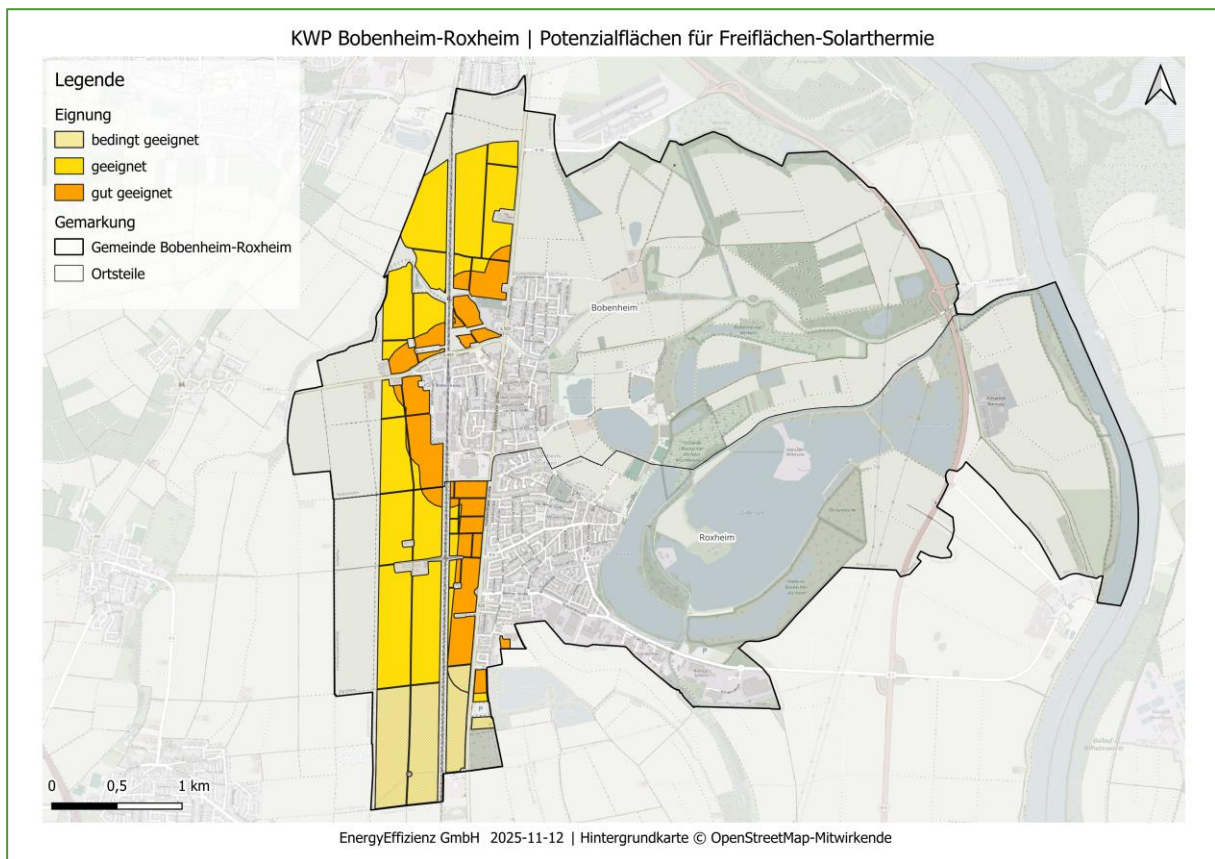 KWP Bobenheim-Roxheim | Potenzialflächen für Freiflächen-Solarthermie
Legende
Eignung
bedingt geeignet
geeignet
gut geeignet
Gemarkung
Gemeinde Bobenheim-Roxheim
Ortsteile
Bobenheim
Roxheim
P
P
0 0,5 1 km
EnergyEffizienz GmbH 2025-11-12 | Hintergrundkarte © OpenStreetMap-Mitwirkende